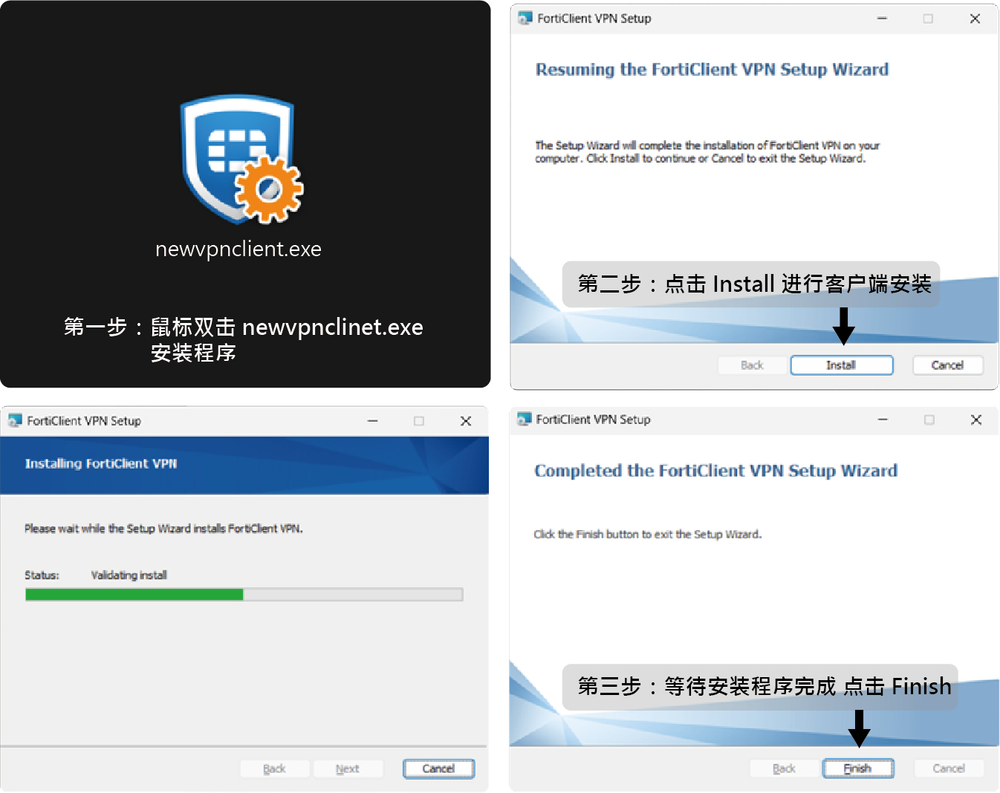 newvpnclient.exe
第一步：鼠标双击 newvpnclinet.exe
安装程序
FortiClient VPN Setup
Resuming the FortiClient VPN Setup Wizard
The Setup Wizard will complete the installation of FortiClient VPN on your
computer. Click Install to continue or Cancel to exit the Setup Wizard.
第二步：点击 Install 进行客户端安装
Back Install Cancel
FortiClient VPN Setup
Installing FortiClient VPN
Please wait while the Setup Wizard installs FortiClient VPN.
Status: Validating install
Back Next Cancel
FortiClient VPN Setup
Completed the FortiClient VPN Setup Wizard
Click the Finish button to exit the Setup Wizard.
第三步：等待安装程序完成 点击 Finish
Back Finish Cancel